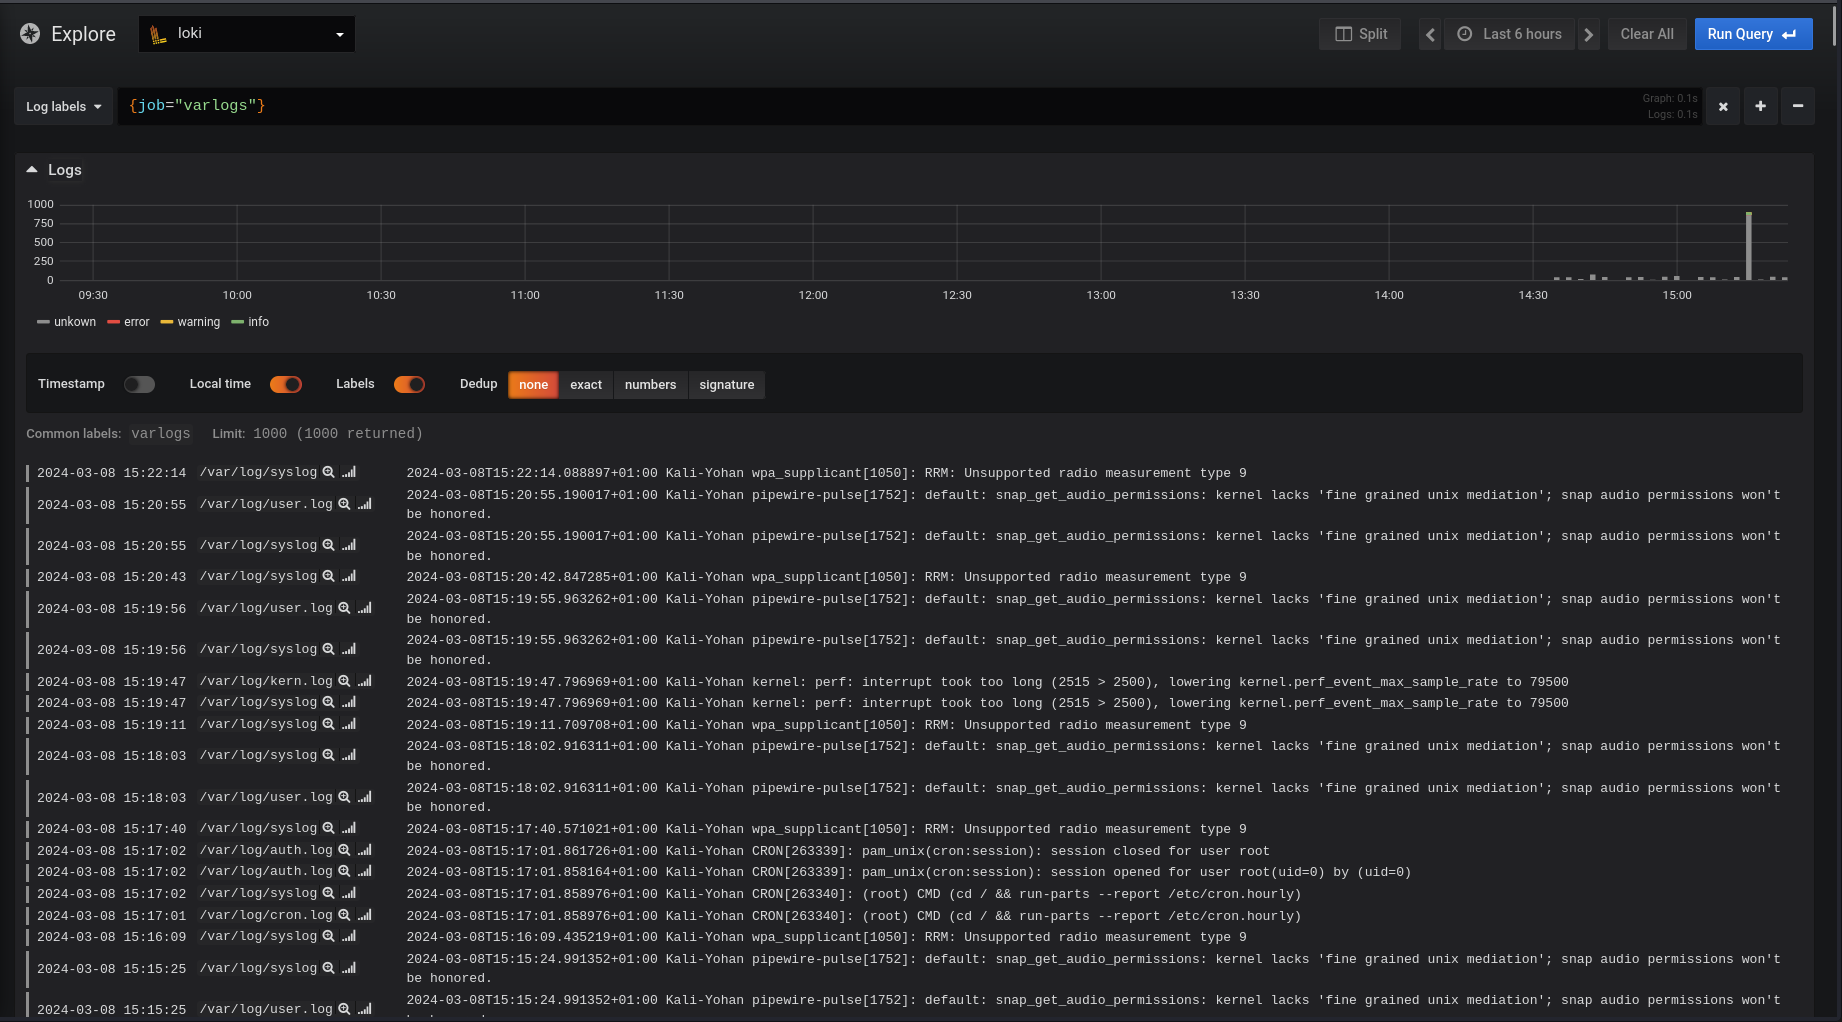 Explore loki Split Last 6 hours Clear All Run Query
Log labels {job="varlogs"} Graph: 0.1s
Logs: 0.1s
Logs
1000
750
500
250
0
09:30 10:00 10:30 11:00 11:30 12:00 12:30 13:00 13:30 14:00 14:30 15:00
unkown error warning info
Timestamp Local time Labels Dedup none exact numbers signature
Common labels: varlogs Limit: 1000 (1000 returned)
2024-03-08 15:22:14 /var/log/syslog 2024-03-08T15:22:14.088897+01:00 Kali-Yohan wpa_supplicant[1050]: RRM: Unsupported radio measurement type 9
2024-03-08 15:20:55 /var/log/user.log 2024-03-08T15:20:55.190017+01:00 Kali-Yohan pipewire-pulse[1752]: default: snap_get_audio_permissions: kernel lacks 'fine grained unix mediation'; snap audio permissions won't
be honored.
2024-03-08 15:20:55 /var/log/syslog 2024-03-08T15:20:55.190017+01:00 Kali-Yohan pipewire-pulse[1752]: default: snap_get_audio_permissions: kernel lacks 'fine grained unix mediation'; snap audio permissions won't
be honored.
2024-03-08 15:20:43 /var/log/syslog 2024-03-08T15:20:42.847285+01:00 Kali-Yohan wpa_supplicant[1050]: RRM: Unsupported radio measurement type 9
2024-03-08 15:19:56 /var/log/user.log 2024-03-08T15:19:55.963262+01:00 Kali-Yohan pipewire-pulse[1752]: default: snap_get_audio_permissions: kernel lacks 'fine grained unix mediation'; snap audio permissions won't
be honored.
2024-03-08 15:19:56 /var/log/syslog 2024-03-08T15:19:55.963262+01:00 Kali-Yohan pipewire-pulse[1752]: default: snap_get_audio_permissions: kernel lacks 'fine grained unix mediation'; snap audio permissions won't
be honored.
2024-03-08 15:19:47 /var/log/kern.log 2024-03-08T15:19:47.796969+01:00 Kali-Yohan kernel: perf: interrupt took too long (2515 > 2500), lowering kernel.perf_event_max_sample_rate to 79500
2024-03-08 15:19:47 /var/log/syslog 2024-03-08T15:19:47.796969+01:00 Kali-Yohan kernel: perf: interrupt took too long (2515 > 2500), lowering kernel.perf_event_max_sample_rate to 79500
2024-03-08 15:19:11 /var/log/syslog 2024-03-08T15:19:11.709708+01:00 Kali-Yohan wpa_supplicant[1050]: RRM: Unsupported radio measurement type 9
2024-03-08 15:18:03 /var/log/syslog 2024-03-08T15:18:02.916311+01:00 Kali-Yohan pipewire-pulse[1752]: default: snap_get_audio_permissions: kernel lacks 'fine grained unix mediation'; snap audio permissions won't
be honored.
2024-03-08 15:18:03 /var/log/user.log 2024-03-08T15:18:02.916311+01:00 Kali-Yohan pipewire-pulse[1752]: default: snap_get_audio_permissions: kernel lacks 'fine grained unix mediation'; snap audio permissions won't
be honored.
2024-03-08 15:17:40 /var/log/syslog 2024-03-08T15:17:40.571021+01:00 Kali-Yohan wpa_supplicant[1050]: RRM: Unsupported radio measurement type 9
2024-03-08 15:17:02 /var/log/auth.log 2024-03-08T15:17:01.861726+01:00 Kali-Yohan CRON[263339]: pam_unix(cron:session): session closed for user root
2024-03-08 15:17:02 /var/log/auth.log 2024-03-08T15:17:01.858164+01:00 Kali-Yohan CRON[263339]: pam_unix(cron:session): session opened for user root(uid=0) by (uid=0)
2024-03-08 15:17:02 /var/log/syslog 2024-03-08T15:17:01.858976+01:00 Kali-Yohan CRON[263340]: (root) CMD (cd / && run-parts --report /etc/cron.hourly)
2024-03-08 15:17:01 /var/log/cron.log 2024-03-08T15:17:01.858976+01:00 Kali-Yohan CRON[263340]: (root) CMD (cd / && run-parts --report /etc/cron.hourly)
2024-03-08 15:16:09 /var/log/syslog 2024-03-08T15:16:09.435219+01:00 Kali-Yohan wpa_supplicant[1050]: RRM: Unsupported radio measurement type 9
2024-03-08 15:15:25 /var/log/syslog 2024-03-08T15:15:24.991352+01:00 Kali-Yohan pipewire-pulse[1752]: default: snap_get_audio_permissions: kernel lacks 'fine grained unix mediation'; snap audio permissions won't
be honored.
2024-03-08 15:15:25 /var/log/user.log 2024-03-08T15:15:24.991352+01:00 Kali-Yohan pipewire-pulse[1752]: default: snap_get_audio_permissions: kernel lacks 'fine grained unix mediation'; snap audio permissions won't